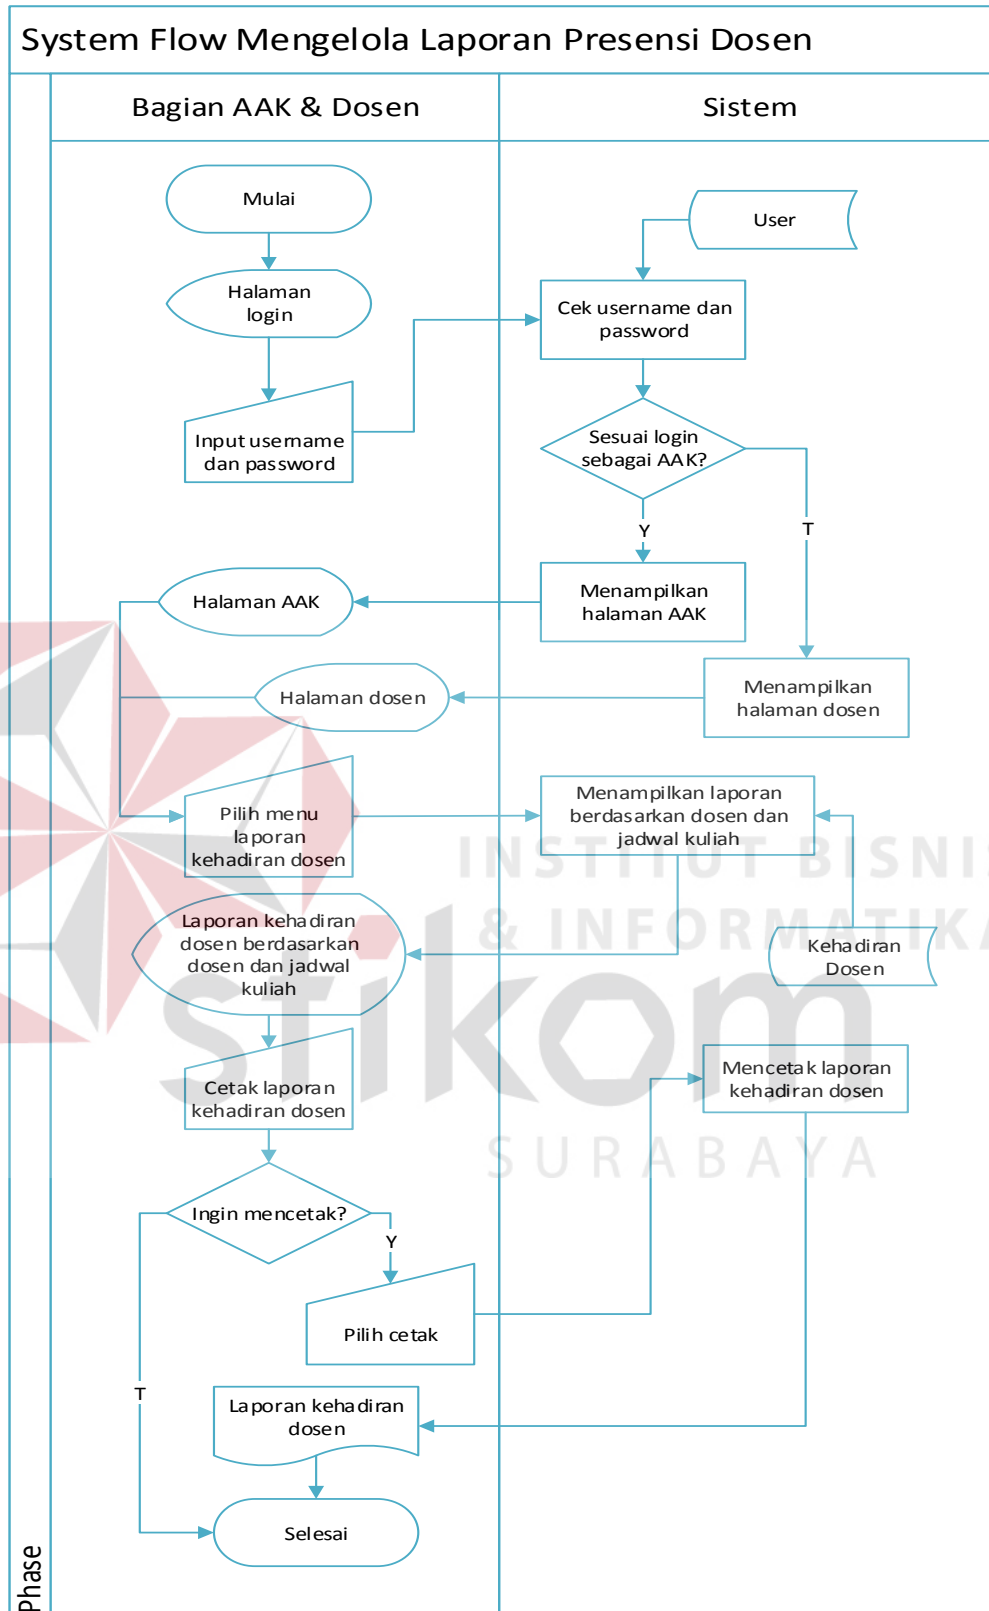 System Flow Mengelola Laporan Presensi Dosen
Bagian AAK & Dosen
Sistem
Mulai
User
Halaman
login
Cek username dan
password
Input username
dan password
Sesuai login
sebagai AAK?
Y
T
Menampilkan
halaman AAK
Halaman AAK
Menampilkan
halaman dosen
Halaman dosen
Pilih menu
laporan
kehadiran dosen
Menampilkan laporan
berdasarkan dosen dan
jadwal kuliah
Laporan kehadiran
dosen berdasarkan
dosen dan jadwal
kuliah
Kehadiran
Dosen
Cetak laporan
kehadiran dosen
Mencetak laporan
kehadiran dosen
Ingin mencetak?
Y
Pilih cetak
T
Laporan kehadiran
dosen
Selesai
Phase
INSTITUT BISNIS
& INFORMATIKA
stikom
SURABAYA